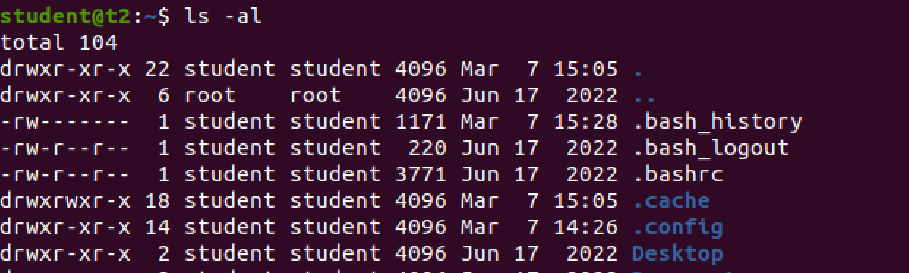 student@t2:~$ ls -al
total 104
drwxr-xr-x 22 student student 4096 Mar  7 15:05 .
drwxr-xr-x  6 root    root    4096 Jun 17  2022 ..
-rw-------  1 student student 1171 Mar  7 15:28 .bash_history
-rw-r--r--  1 student student  220 Jun 17  2022 .bash_logout
-rw-r--r--  1 student student 3771 Jun 17  2022 .bashrc
drwxrwxr-x 18 student student 4096 Mar  7 15:05 .cache
drwxr-xr-x 14 student student 4096 Mar  7 14:26 .config
drwxr-xr-x  2 student student 4096 Jun 17  2022 Desktop